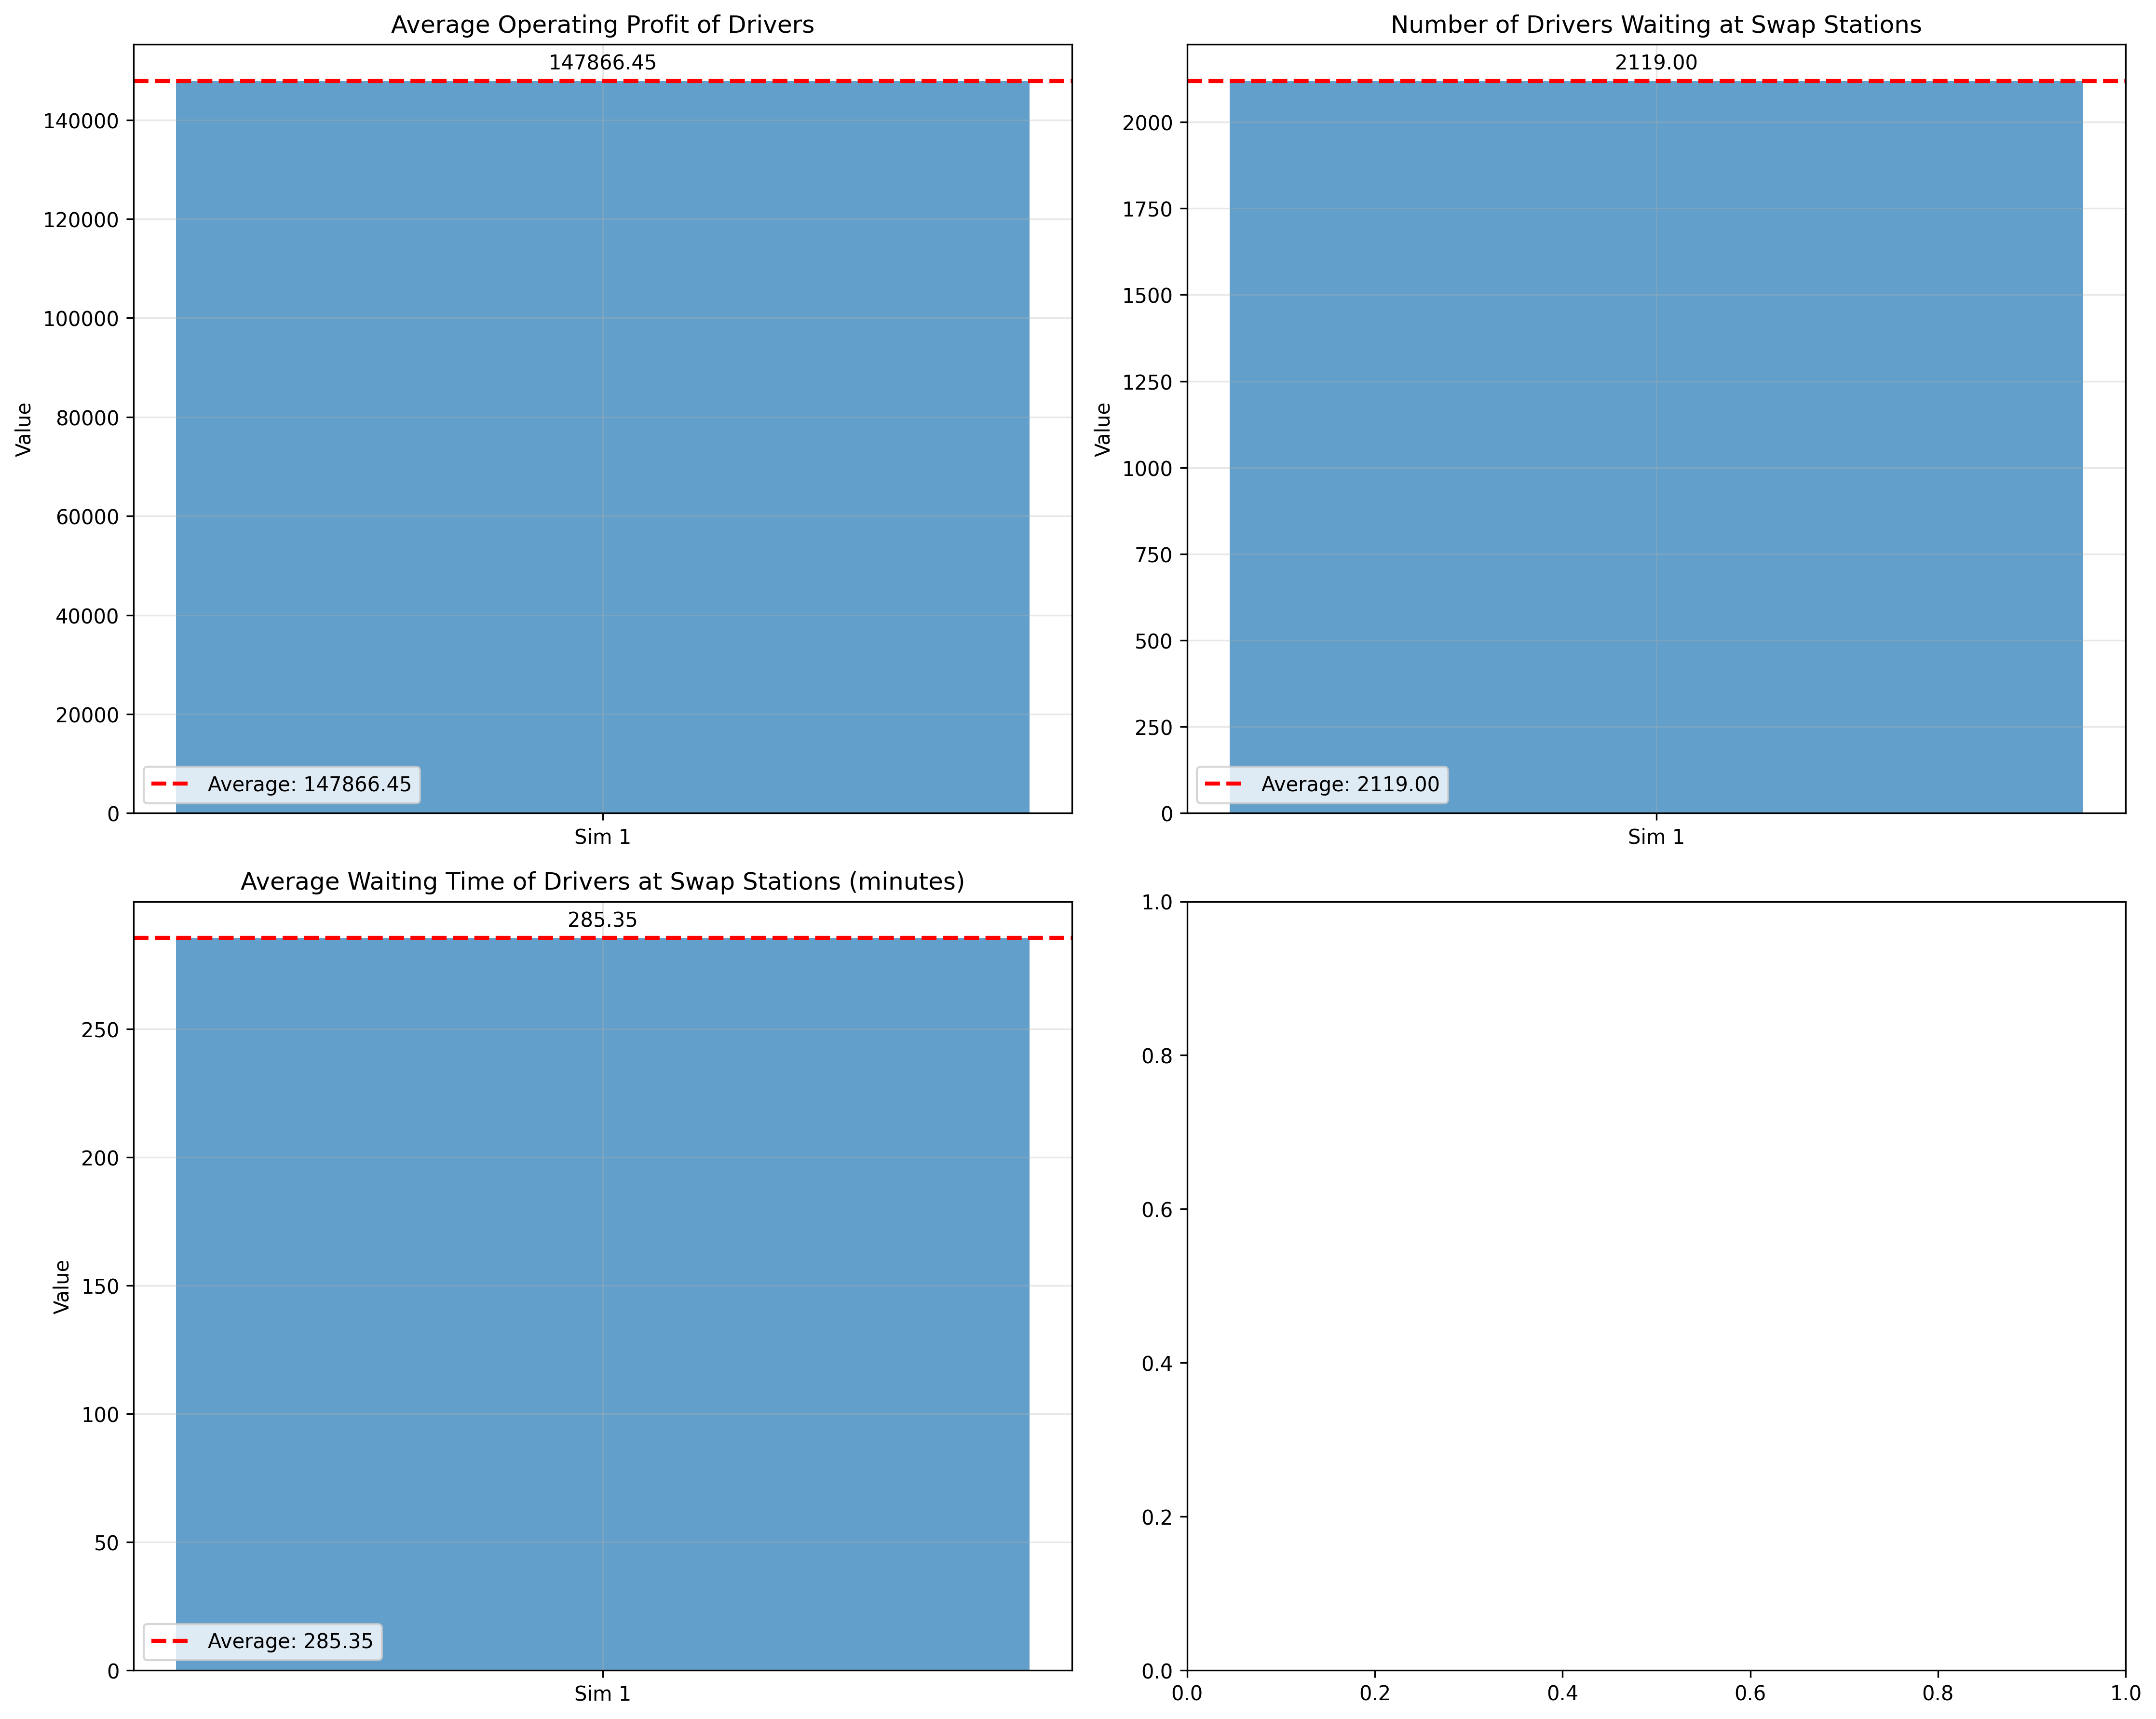 Average Operating Profit of Drivers
147866.45
140000
120000
100000
80000
60000
40000
20000
0
Value
Average: 147866.45
Sim 1
Number of Drivers Waiting at Swap Stations
2119.00
2000
1750
1500
1250
1000
750
500
250
0
Value
Average: 2119.00
Sim 1
Average Waiting Time of Drivers at Swap Stations (minutes)
285.35
250
200
150
100
50
0
Value
Average: 285.35
Sim 1
1.0
0.8
0.6
0.4
0.2
0.0
0.0 0.2 0.4 0.6 0.8 1.0